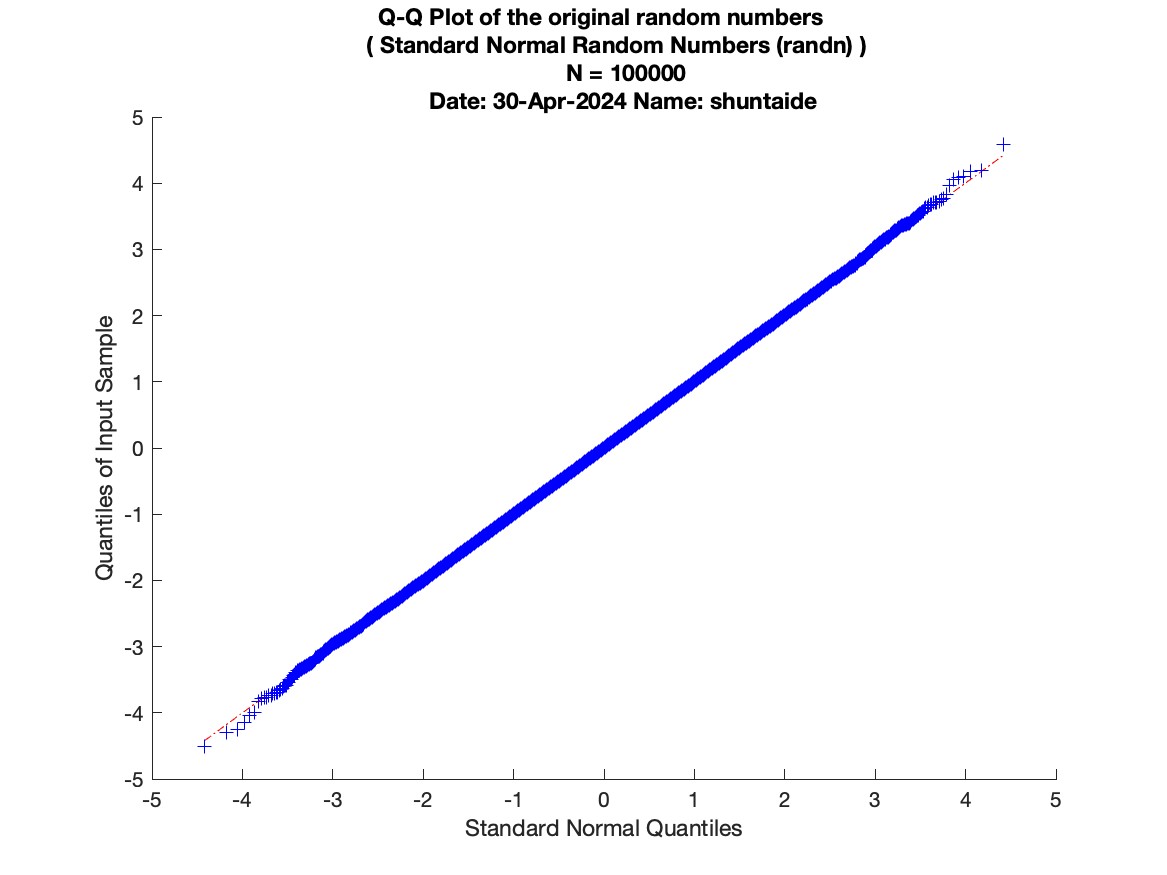 Q-Q Plot of the original random numbers
( Standard Normal Random Numbers (randn) )
N = 100000
Date: 30-Apr-2024 Name: shuntaide
5
4
3
2
1
0
-1
-2
-3
-4
-5
Quantiles of Input Sample
-5 -4 -3 -2 -1 0 1 2 3 4 5
Standard Normal Quantiles